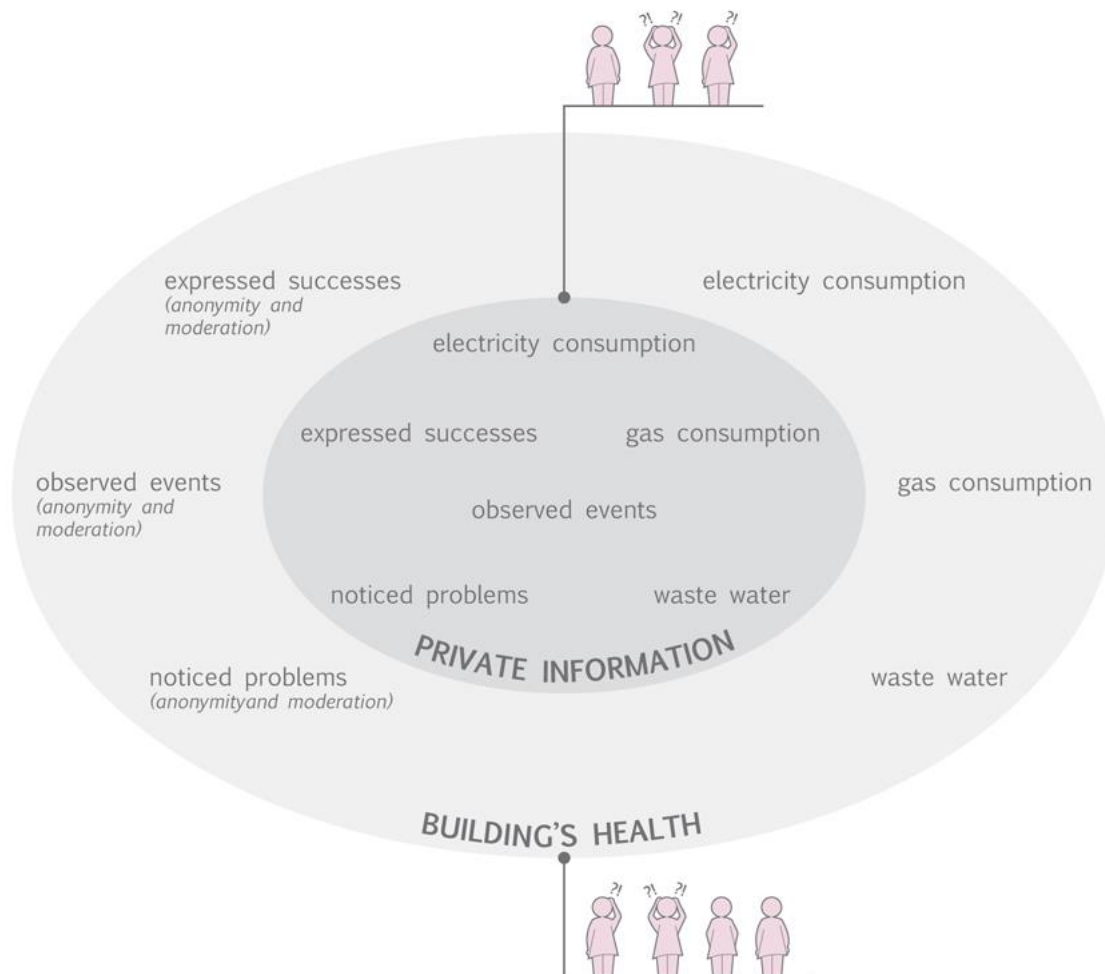 ?! ?! ?!
expressed successes
(anonymity and
moderation)
electricity consumption
electricity consumption
expressed successes
gas consumption
observed events
(anonymity and
moderation)
observed events
gas consumption
noticed problems
waste water
PRIVATE INFORMATION
noticed problems
(anonymityand moderation)
waste water
BUILDING'S HEALTH
?! ?! ?!